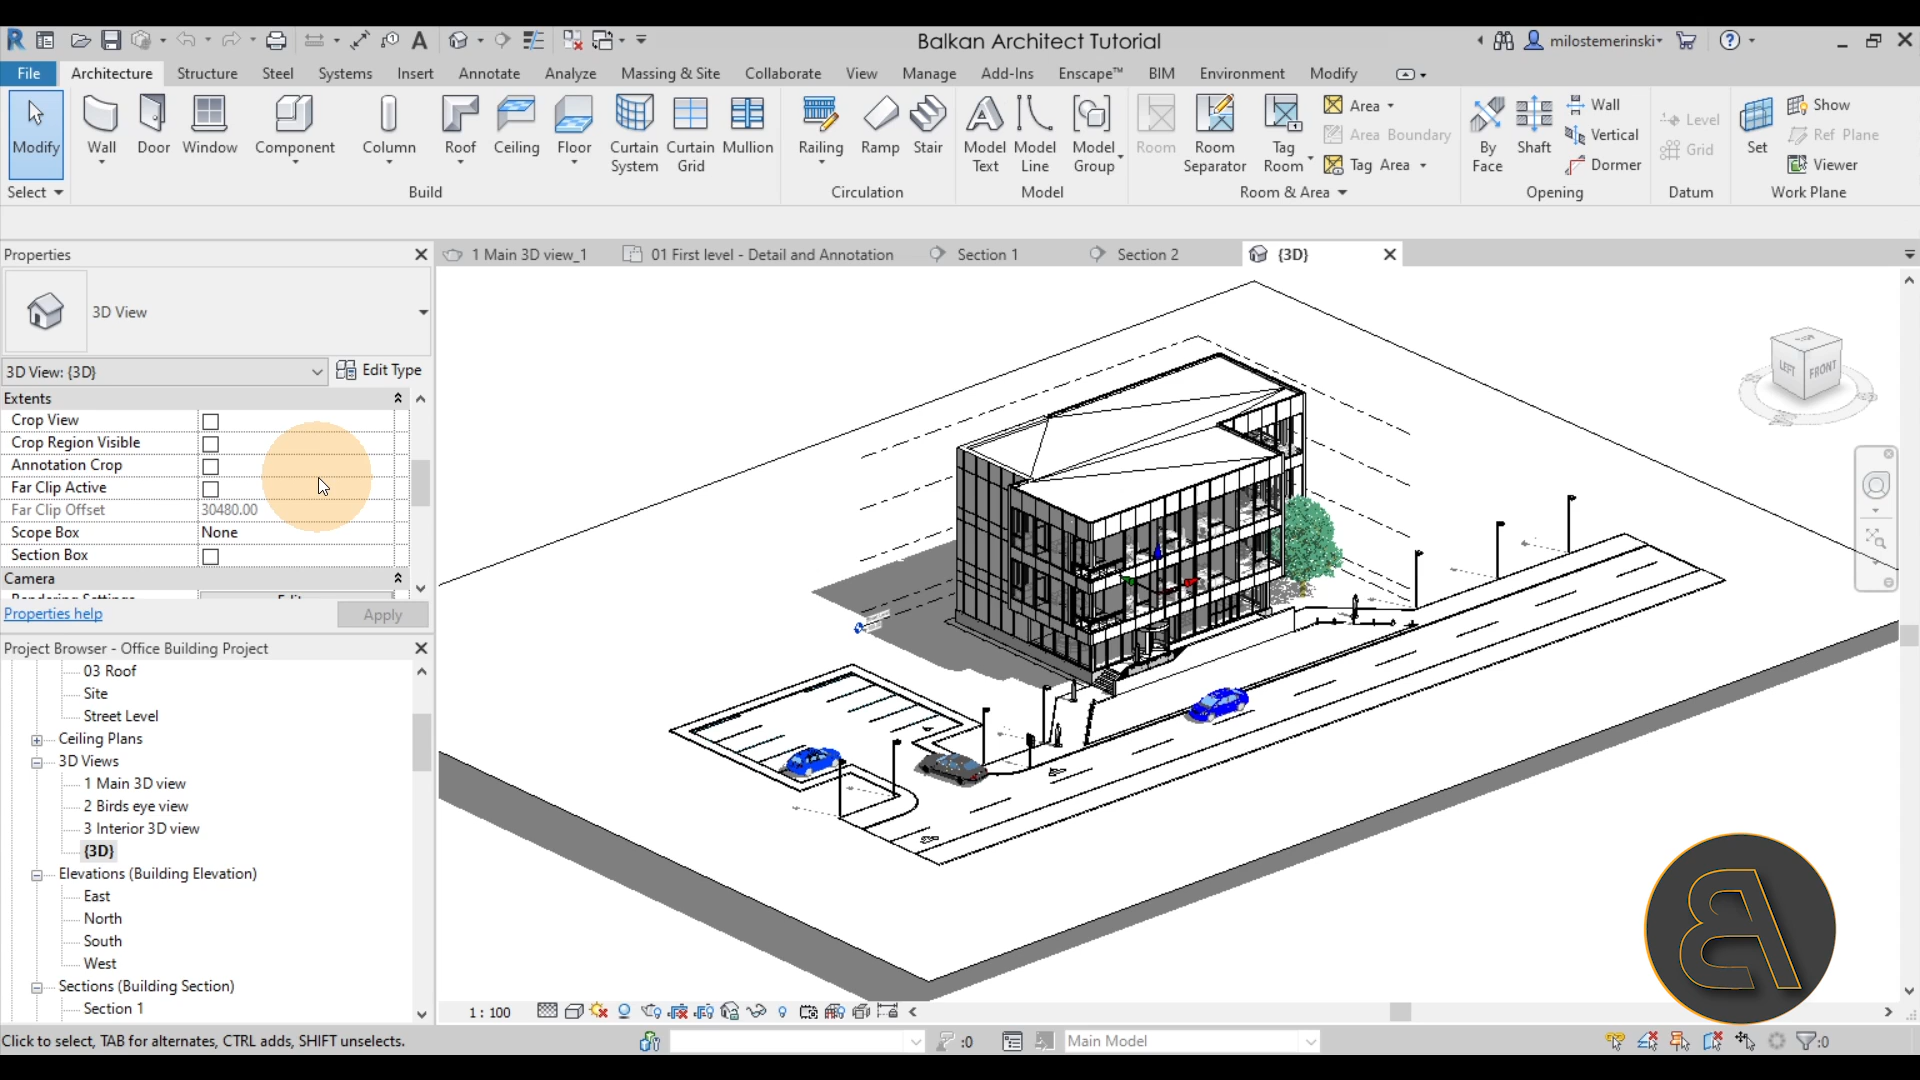 Balkan Architect Tutorial
milostemerinski
File Architecture Structure Steel Systems Insert Annotate Analyze Massing & Site Collaborate View Manage Add-Ins Enscape™ BIM Environment Modify
Modify
Wall
Door
Window
Component
Column
Roof
Ceiling
Floor
Curtain System
Curtain Grid
Mullion
Railing
Ramp
Stair
Model Text
Model Line
Model Group
Room
Room Separator
Tag Room
Area
Area Boundary
Tag Area
By Face
Shaft
Wall
Vertical
Dormer
Level
Grid
Set
Show
Ref Plane
Viewer
Select Build Circulation Model Room & Area Opening Datum Work Plane
Properties
1 Main 3D view_1 01 First level - Detail and Annotation Section 1 Section 2 {3D}
3D View
3D View: {3D} Edit Type
Extents
Crop View
Crop Region Visible
Annotation Crop
Far Clip Active
Far Clip Offset 30480.00
Scope Box None
Section Box
Camera
Properties help Apply
Project Browser - Office Building Project
03 Roof
Site
Street Level
Ceiling Plans
3D Views
1 Main 3D view
2 Birds eye view
3 Interior 3D view
{3D}
Elevations (Building Elevation)
East
North
South
West
Sections (Building Section)
Section 1
TOP
LEFT FRONT
1 : 100
Click to select, TAB for alternates, CTRL adds, SHIFT unselects.
:0
Main Model
:0